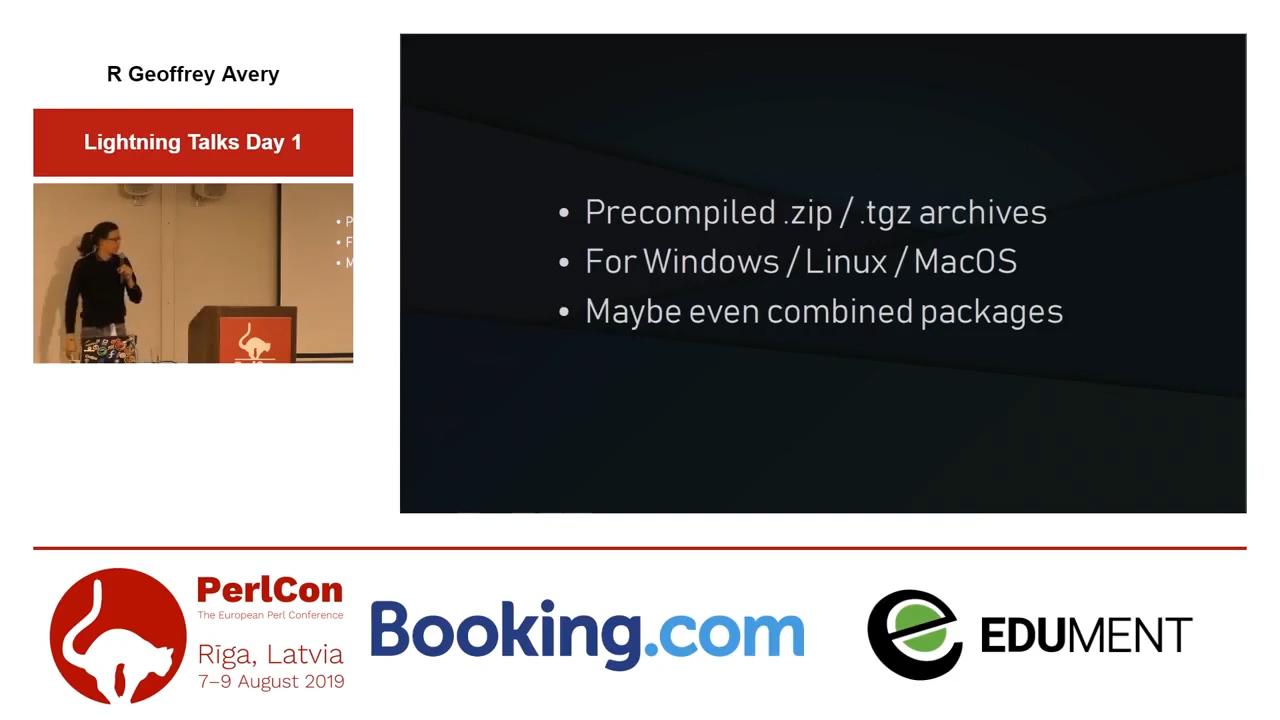 R Geoffrey Avery
Lightning Talks Day 1
• P
• F
• M
• Precompiled .zip / .tgz archives
• For Windows / Linux / MacOS
• Maybe even combined packages
PerlCon
The European Perl Conference
Rīga, Latvia
7–9 August 2019
Booking.com
EDUMENT